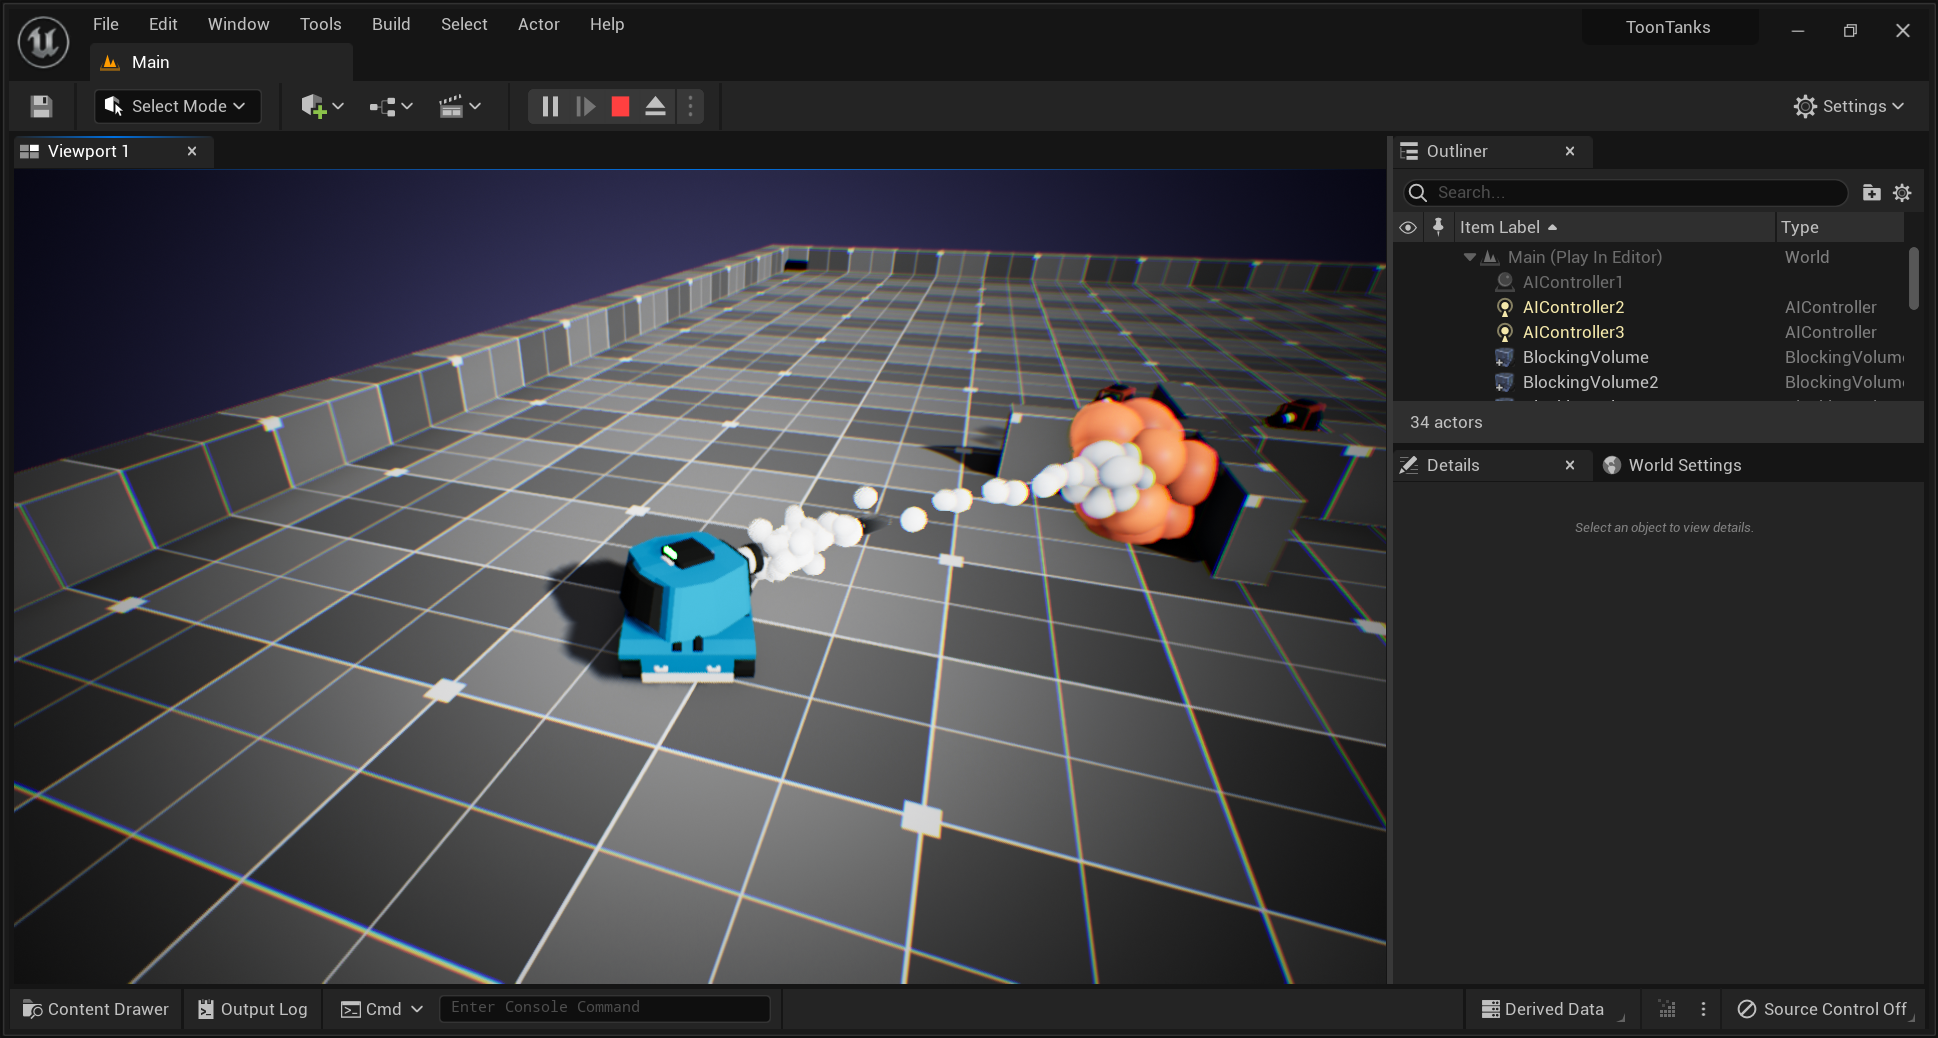 File Edit Window Tools Build Select Actor Help
ToonTanks
Main
Select Mode
Settings
Viewport 1
Outliner
Search...
Item Label Type
Main (Play In Editor) World
AIController1
AIController2 AIController
AIController3 AIController
BlockingVolume BlockingVolume
BlockingVolume2 BlockingVolume
34 actors
Details World Settings
Select an object to view details.
Content Drawer Output Log Cmd Enter Console Command Derived Data Source Control Off